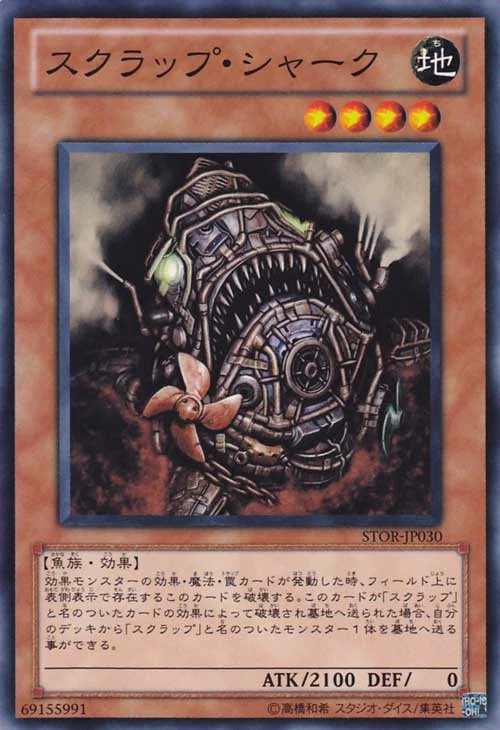 スクラップ・シャーク
地
STOR-JP030
【魚族・効果】
効果モンスターの効果・魔法・罠カードが発動した時、フィールド上に
表側表示で存在するこのカードを破壊する。このカードが「スクラップ」
と名のついたカードの効果によって破壊され墓地へ送られた場合、自分
のデッキから「スクラップ」と名のついたモンスター1体を墓地へ送る
事ができる。
ATK/2100 DEF/ 0
69155991
©高橋和希 スタジオ・ダイス/集英社